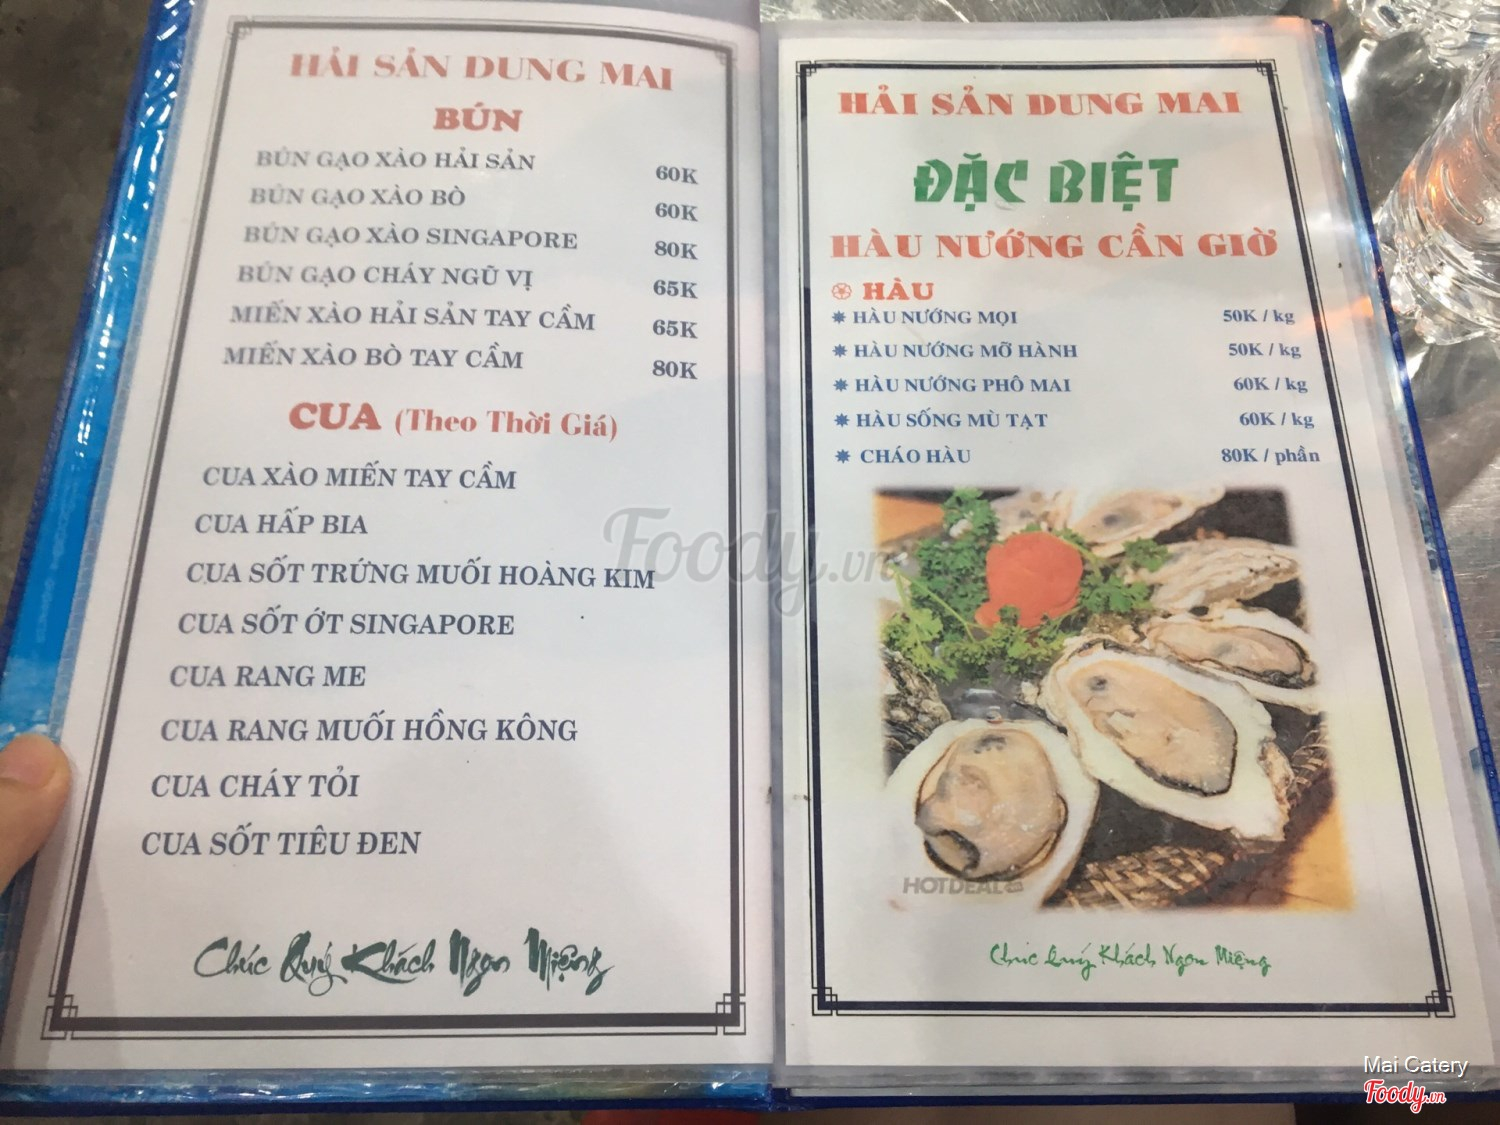 HẢI SẢN DUNG MAI
BÚN
BÚN GẠO XÀO HẢI SẢN 60K
BÚN GẠO XÀO BÒ 60K
BÚN GẠO XÀO SINGAPORE 80K
BÚN GẠO CHÁY NGŨ VỊ 65K
MIẾN XÀO HẢI SẢN TAY CẦM 65K
MIẾN XÀO BÒ TAY CẦM 80K
CUA (Theo Thời Giá)
CUA XÀO MIẾN TAY CẦM
CUA HẤP BIA
CUA SỐT TRỨNG MUỐI HOÀNG KIM
CUA SỐT ỚT SINGAPORE
CUA RANG ME
CUA RANG MUỐI HỒNG KÔNG
CUA CHÁY TỎI
CUA SỐT TIÊU ĐEN
Chúc Quý Khách Ngon Miệng
HẢI SẢN DUNG MAI
ĐẶC BIỆT
HÀU NƯỚNG CẦN GIỜ
HÀU
HÀU NƯỚNG MỌI 50K / kg
HÀU NƯỚNG MỠ HÀNH 50K / kg
HÀU NƯỚNG PHÔ MAI 60K / kg
HÀU SỐNG MÙ TẠT 60K / kg
CHÁO HÀU 80K / phần
HOTDEAL
Chúc Quý Khách Ngon Miệng
Foody.vn
Mai Catery
Foody.vn